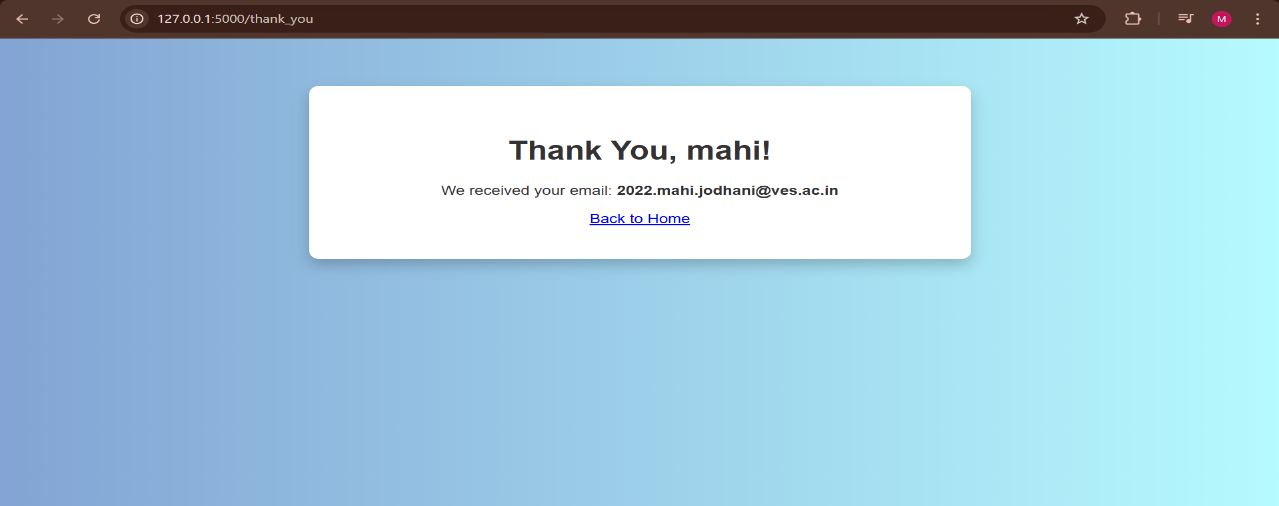 127.0.0.1:5000/thank_you
M
Thank You, mahi!
We received your email: 2022.mahi.jodhani@ves.ac.in
Back to Home